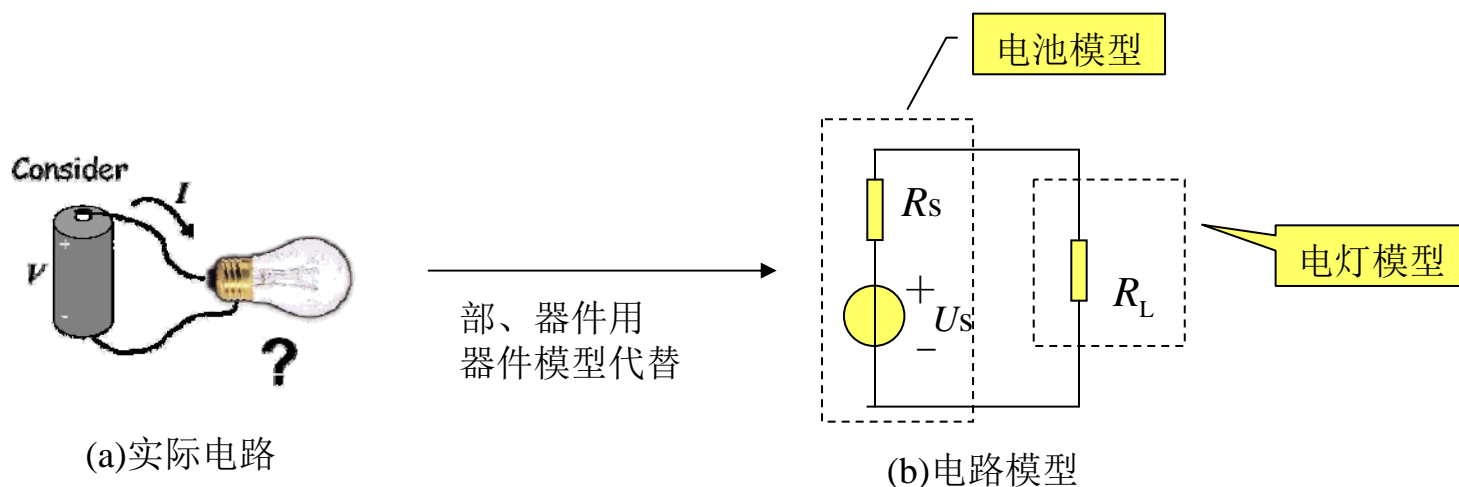 电池模型
Consider
I
+
V
-
?
部、器件用
器件模型代替
RS
+
US
-
RL
电灯模型
(a)实际电路
(b)电路模型